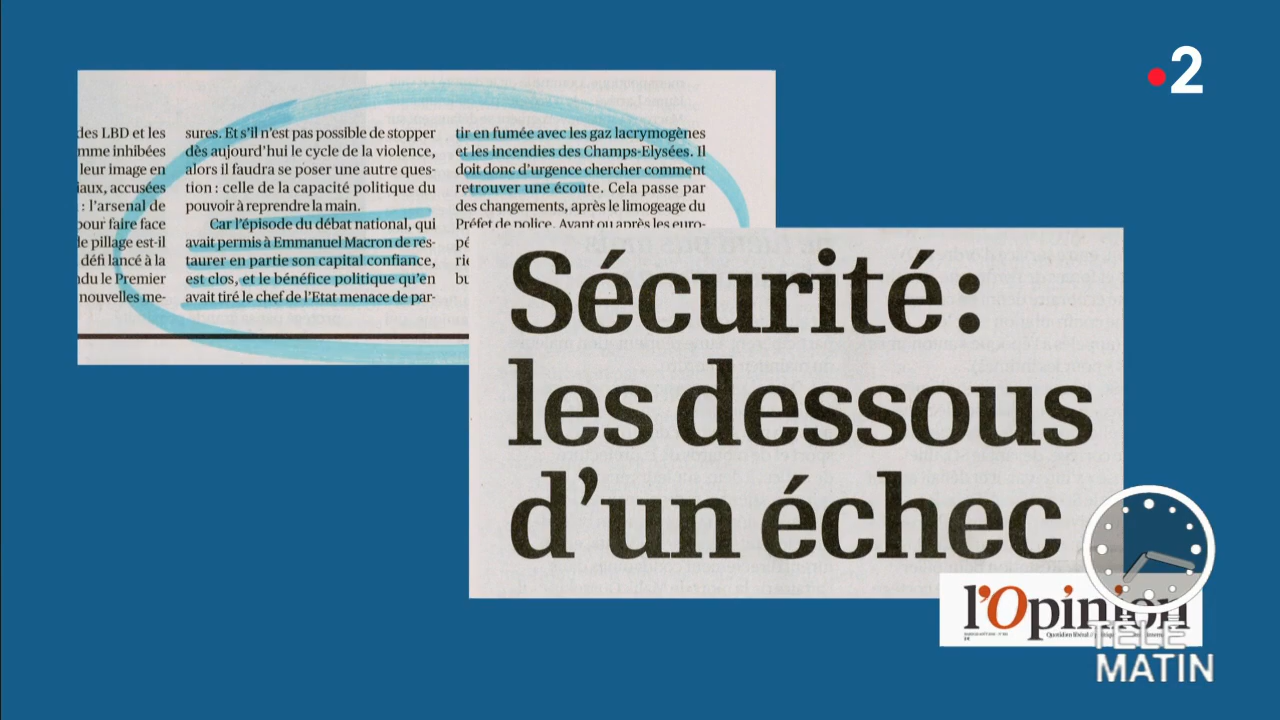 des LBD et les
mme inhibées
leur image en
iaux, accusées
: l'arsenal de
pour faire face
le pillage est-il
défi lancé à la
du le Premier
nouvelles me-
sures. Et s'il n'est pas possible de stopper
dès aujourd'hui le cycle de la violence,
alors il faudra se poser une autre ques-
tion : celle de la capacité politique du
pouvoir à reprendre la main.
Car l'épisode du débat national, qui
avait permis à Emmanuel Macron de res-
taurer en partie son capital confiance,
est clos, et le bénéfice politique qu'en
avait tiré le chef de l'Etat menace de par-
tir en fumée avec les gaz lacrymogènes
et les incendies des Champs-Elysées. Il
doit donc d'urgence chercher comment
retrouver une écoute. Cela passe par
des changements, après le limogeage du
Préfet de police. Avant ou après les euro-
pé
rie
bu
2
Sécurité :
les dessous
d'un échec
l'Opinion
Quotidien libéral
TÉLÉ
MATIN